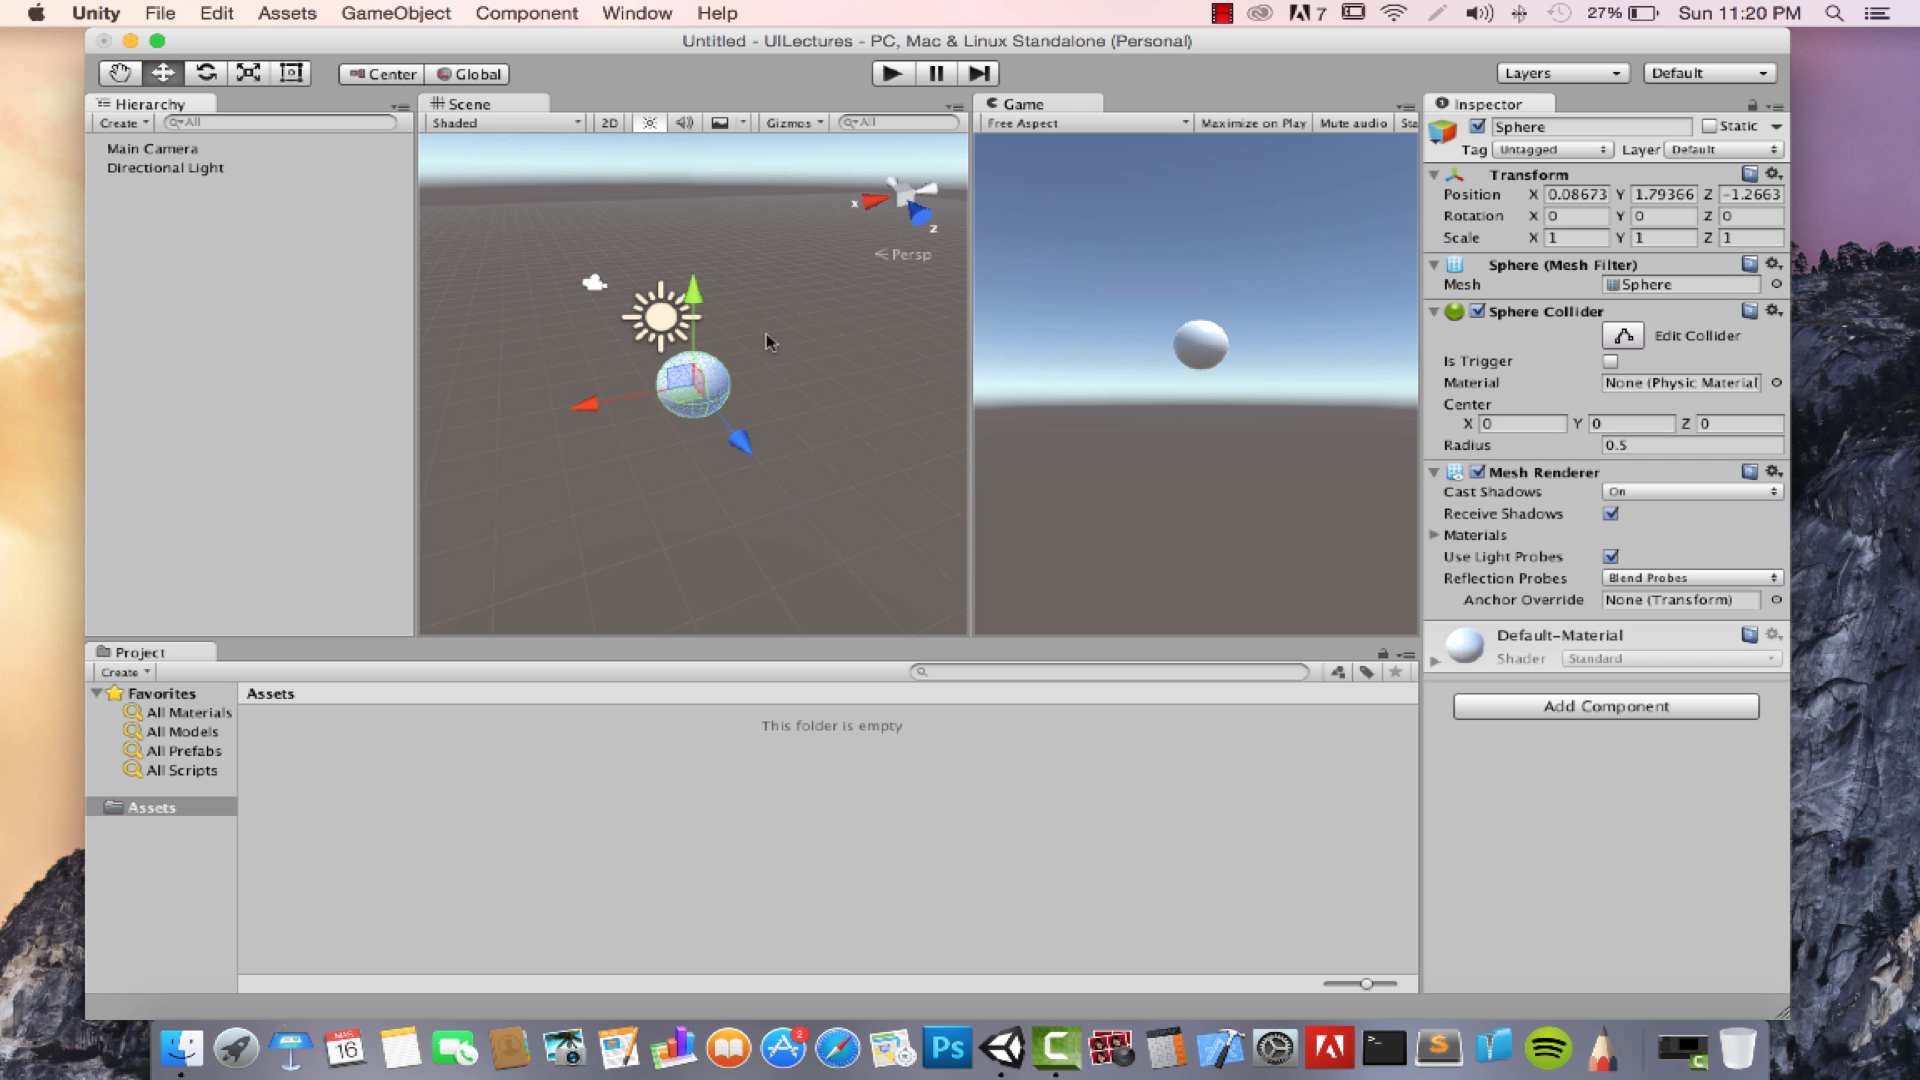 Unity File Edit Assets GameObject Component Window Help 7 27% Sun 11:20 PM
Untitled - UILectures - PC, Mac & Linux Standalone (Personal)
Center Global Layers Default
Hierarchy
Create All
Main Camera
Directional Light
Scene
Shaded 2D Gizmos All
x
z
Persp
Game
Free Aspect Maximize on Play Mute audio Sta
Inspector
Sphere Static
Tag Untagged Layer Default
Transform
Position X 0.08673 Y 1.79366 Z -1.2663
Rotation X 0 Y 0 Z 0
Scale X 1 Y 1 Z 1
Sphere (Mesh Filter)
Mesh Sphere
Sphere Collider
Edit Collider
Is Trigger
Material None (Physic Material)
Center
X 0 Y 0 Z 0
Radius 0.5
Mesh Renderer
Cast Shadows On
Receive Shadows
Materials
Use Light Probes
Reflection Probes Blend Probes
Anchor Override None (Transform)
Default-Material
Shader Standard
Add Component
Project
Create
Favorites
All Materials
All Models
All Prefabs
All Scripts
Assets
Assets
This folder is empty
16
2
Ps
C
S